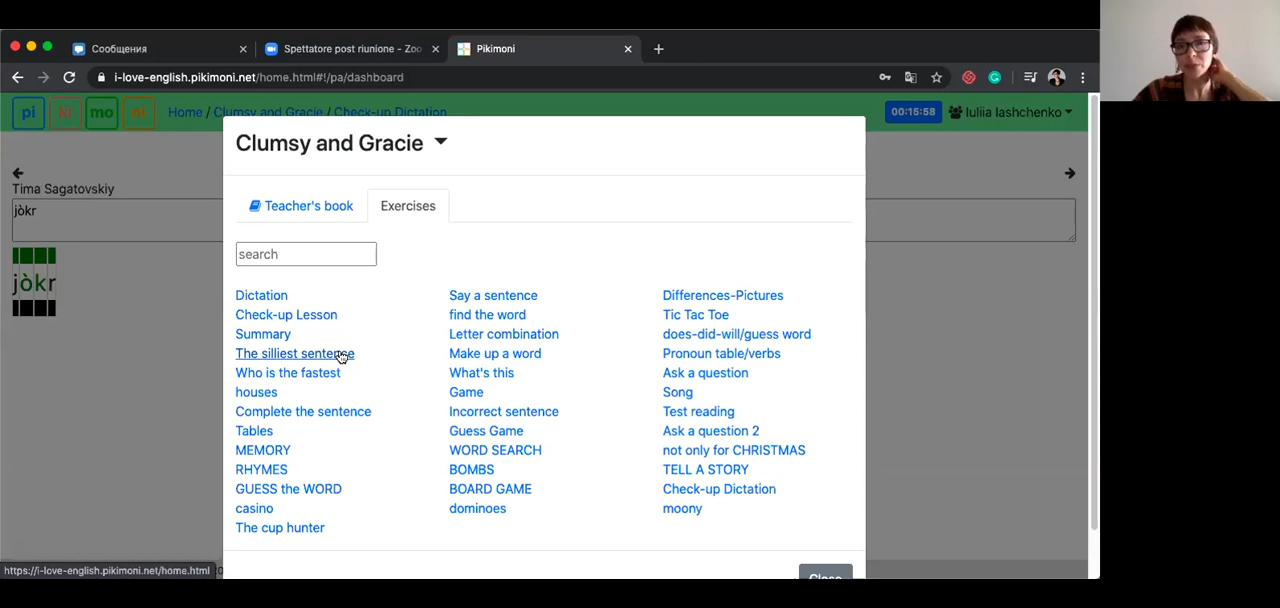 Сообщения
Spettatore post riunione - Zoo
Pikimoni
i-love-english.pikimoni.net/home.html#!/pa/dashboard
pi ki mo ni
Home / Clumsy and Gracie / Check-up Dictation
00:15:58
Iuliia Iashchenko
Clumsy and Gracie
Tima Sagatovskiy
jòkr
jòkr
Teacher's book
Exercises
search
Dictation Say a sentence Differences-Pictures
Check-up Lesson find the word Tic Tac Toe
Summary Letter combination does-did-will/guess word
The silliest sentence Make up a word Pronoun table/verbs
Who is the fastest What's this Ask a question
houses Game Song
Complete the sentence Incorrect sentence Test reading
Tables Guess Game Ask a question 2
MEMORY WORD SEARCH not only for CHRISTMAS
RHYMES BOMBS TELL A STORY
GUESS the WORD BOARD GAME Check-up Dictation
casino dominoes moony
The cup hunter
https://i-love-english.pikimoni.net/home.html
Close